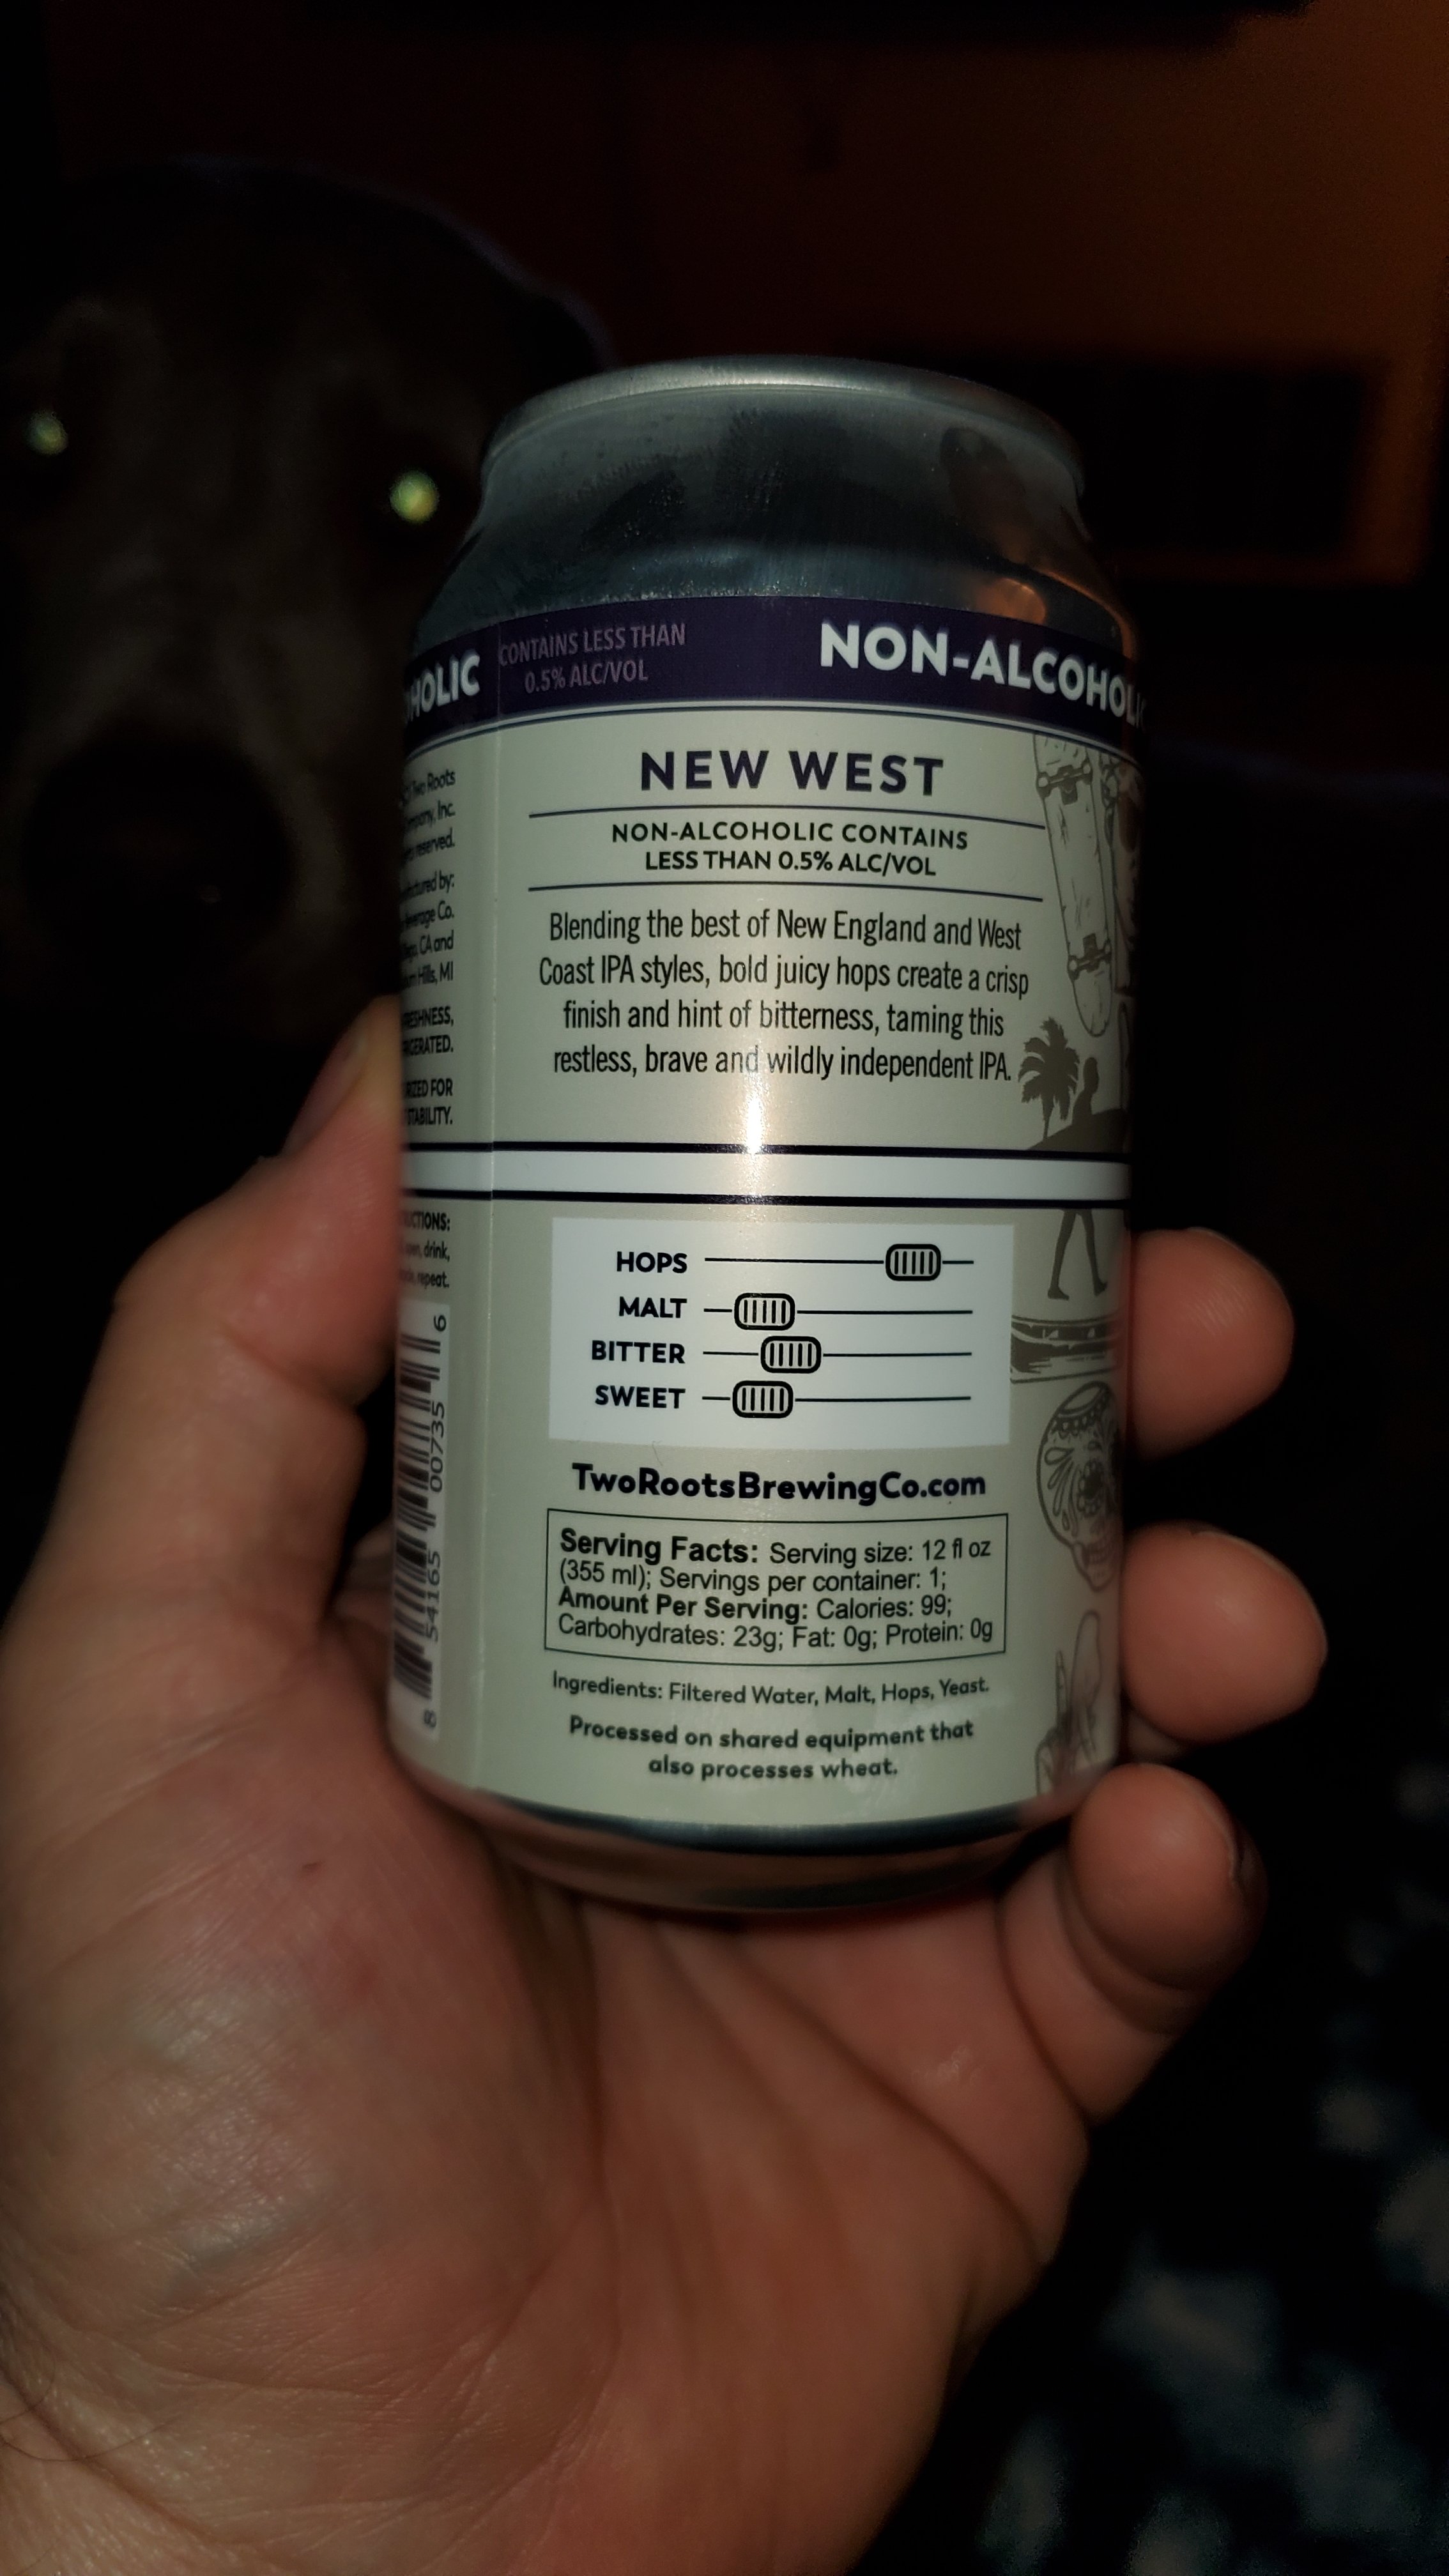 HOLIC
CONTAINS LESS THAN
0.5% ALC/VOL
NON-ALCOHOLIC
NEW WEST
NON-ALCOHOLIC CONTAINS
LESS THAN 0.5% ALC/VOL
Blending the best of New England and West
Coast IPA styles, bold juicy hops create a crisp
finish and hint of bitterness, taming this
restless, brave and wildly independent IPA.
HOPS
MALT
BITTER
SWEET
TwoRootsBrewingCo.com
Serving Facts: Serving size: 12 fl oz
(355 ml); Servings per container: 1;
Amount Per Serving: Calories: 99;
Carbohydrates: 23g; Fat: 0g; Protein: 0g
Ingredients: Filtered Water, Malt, Hops, Yeast.
Processed on shared equipment that
also processes wheat.
Two Roots
Inc.
reserved.
by:
Co.
CA and
Hills, MI
FOR
drink,
repeat.
8 54165 00735 6